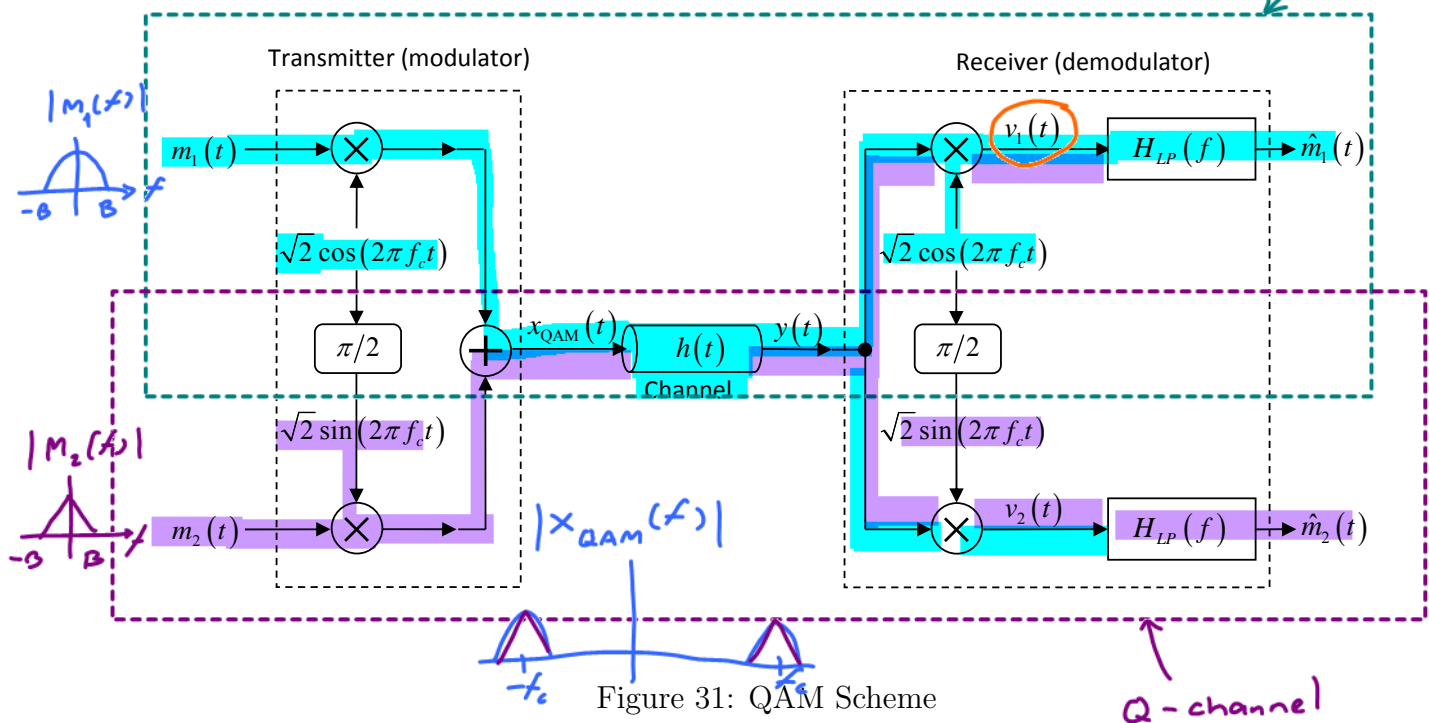 Transmitter (modulator)
Receiver (demodulator)
|M₁(f)|
-B B f
m₁(t)
×
√2 cos(2πf_c t)
π/2
√2 sin(2πf_c t)
|M₂(f)|
-B B f
m₂(t)
×
+
x_QAM(t)
h(t)
Channel
y(t)
×
v₁(t)
H_LP(f)
m̂₁(t)
√2 cos(2πf_c t)
π/2
√2 sin(2πf_c t)
×
v₂(t)
H_LP(f)
m̂₂(t)
|X_QAM(f)|
-f_c f_c
Figure 31: QAM Scheme
Q-channel